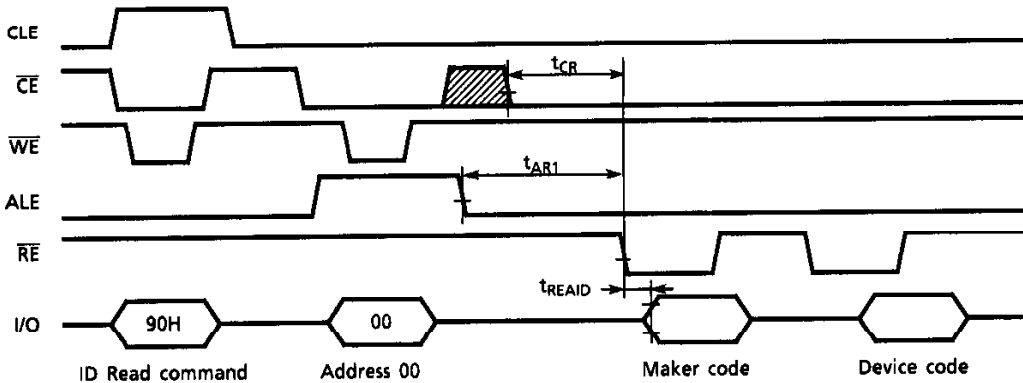 CLE
CE
tCR
WE
tAR1
ALE
RE
tREAID
I/O
90H
00
ID Read command
Address 00
Maker code
Device code